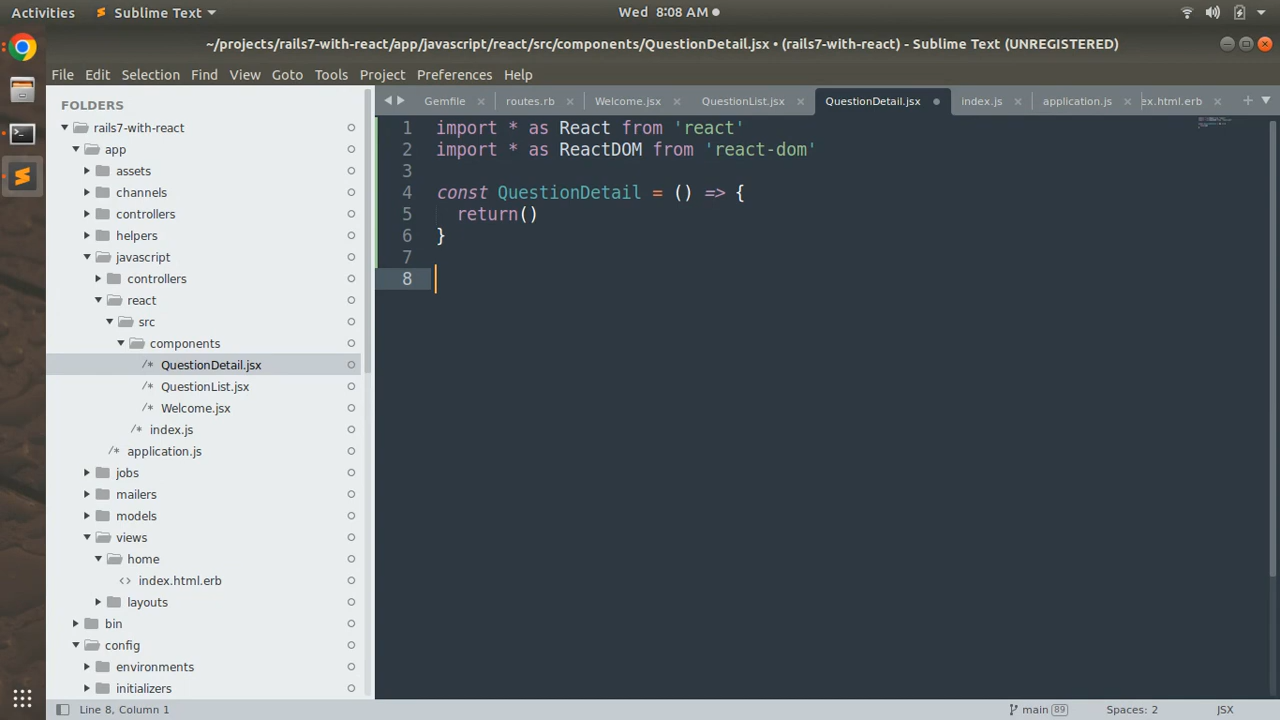 Activities
Sublime Text
Wed 8:08 AM
~/projects/rails7-with-react/app/javascript/react/src/components/QuestionDetail.jsx • (rails7-with-react) - Sublime Text (UNREGISTERED)
File Edit Selection Find View Goto Tools Project Preferences Help
FOLDERS
Gemfile
routes.rb
Welcome.jsx
QuestionList.jsx
QuestionDetail.jsx
index.js
application.js
ex.html.erb
rails7-with-react
app
assets
channels
controllers
helpers
javascript
controllers
react
src
components
/* QuestionDetail.jsx
/* QuestionList.jsx
/* Welcome.jsx
/* index.js
/* application.js
jobs
mailers
models
views
home
<> index.html.erb
layouts
bin
config
environments
initializers
1 import * as React from 'react'
2 import * as ReactDOM from 'react-dom'
3
4 const QuestionDetail = () => {
5   return()
6 }
7
8
Line 8, Column 1
main 89
Spaces: 2
JSX